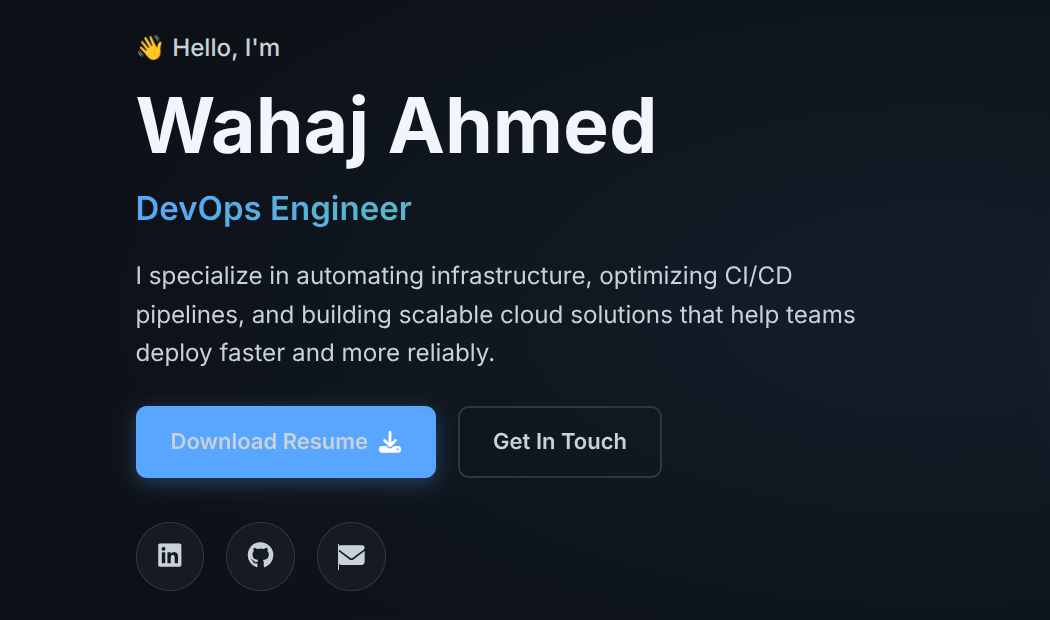 👋 Hello, I'm
Wahaj Ahmed
DevOps Engineer
I specialize in automating infrastructure, optimizing CI/CD
pipelines, and building scalable cloud solutions that help teams
deploy faster and more reliably.
Download Resume
Get In Touch
in